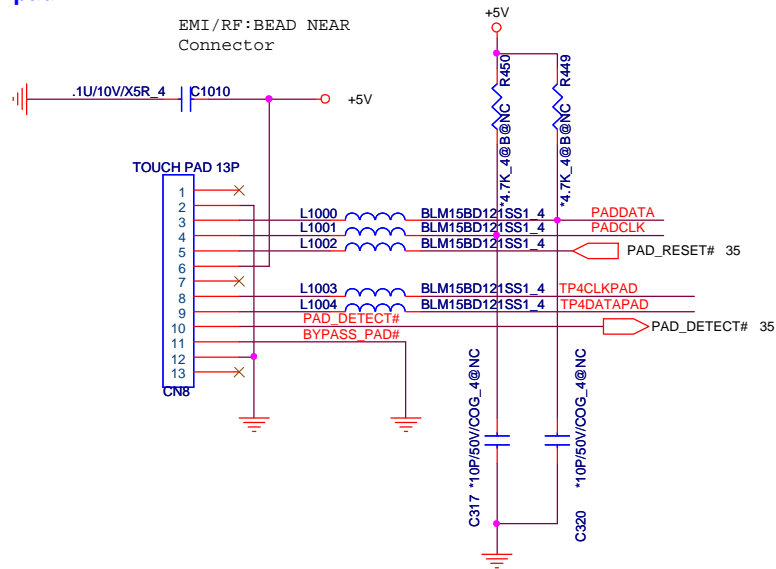 EMI/RF:BEAD NEAR
Connector
+5V
.1U/10V/X5R_4
C1010
+5V
R450
R449
*4.7K_4@B@NC
*4.7K_4@B@NC
TOUCH PAD 13P
1
2
3
4
5
6
7
8
9
10
11
12
13
CN8
L1000
BLM15BD121SS1_4
PADDATA
L1001
BLM15BD121SS1_4
PADCLK
L1002
BLM15BD121SS1_4
PAD_RESET# 35
L1003
BLM15BD121SS1_4
TP4CLKPAD
L1004
BLM15BD121SS1_4
TP4DATAPAD
PAD_DETECT#
PAD_DETECT# 35
BYPASS_PAD#
C317 *10P/50V/COG_4@NC
C320 *10P/50V/COG_4@NC